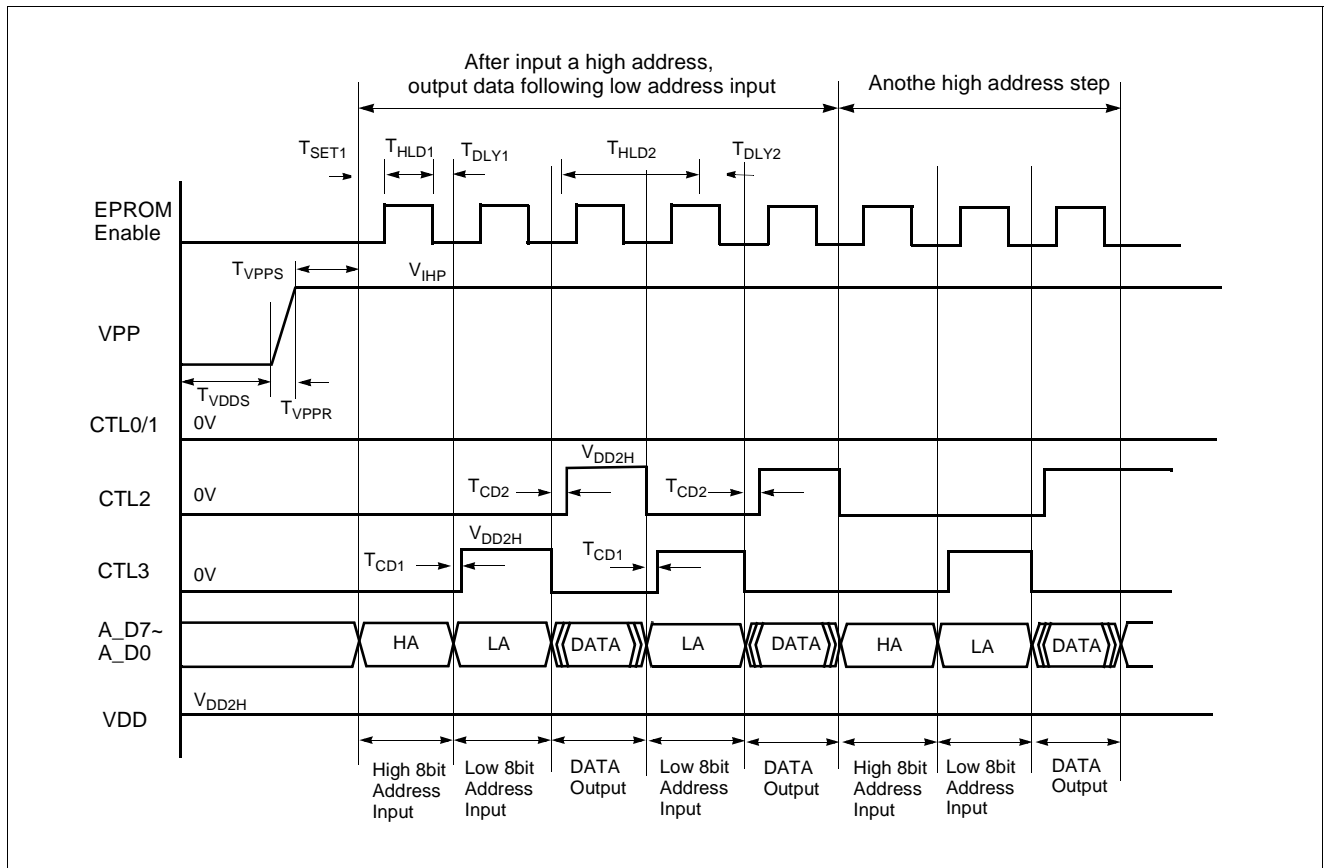 After input a high address,
output data following low address input
Anothe high address step
TSET1
THLD1
TDLY1
THLD2
TDLY2
EPROM
Enable
TVPPS
VIHP
VPP
TVDDS
TVPPR
CTL0/1
0V
VDD2H
TCD2
TCD2
CTL2
0V
VDD2H
TCD1
TCD1
CTL3
0V
A_D7~
A_D0
HA
LA
DATA
LA
DATA
HA
LA
DATA
VDD2H
VDD
High 8bit
Address
Input
Low 8bit
Address
Input
DATA
Output
Low 8bit
Address
Input
DATA
Output
High 8bit
Address
Input
Low 8bit
Address
Input
DATA
Output